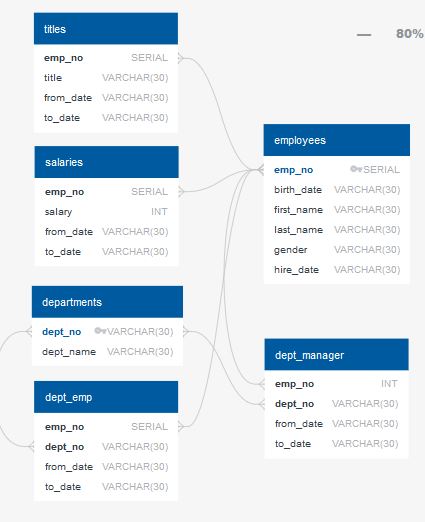 titles
emp_no SERIAL
title VARCHAR(30)
from_date VARCHAR(30)
to_date VARCHAR(30)
80%
salaries
emp_no SERIAL
salary INT
from_date VARCHAR(30)
to_date VARCHAR(30)
employees
emp_no SERIAL
birth_date VARCHAR(30)
first_name VARCHAR(30)
last_name VARCHAR(30)
gender VARCHAR(30)
hire_date VARCHAR(30)
departments
dept_no VARCHAR(30)
dept_name VARCHAR(30)
dept_emp
emp_no SERIAL
dept_no VARCHAR(30)
from_date VARCHAR(30)
to_date VARCHAR(30)
dept_manager
emp_no INT
dept_no VARCHAR(30)
from_date VARCHAR(30)
to_date VARCHAR(30)